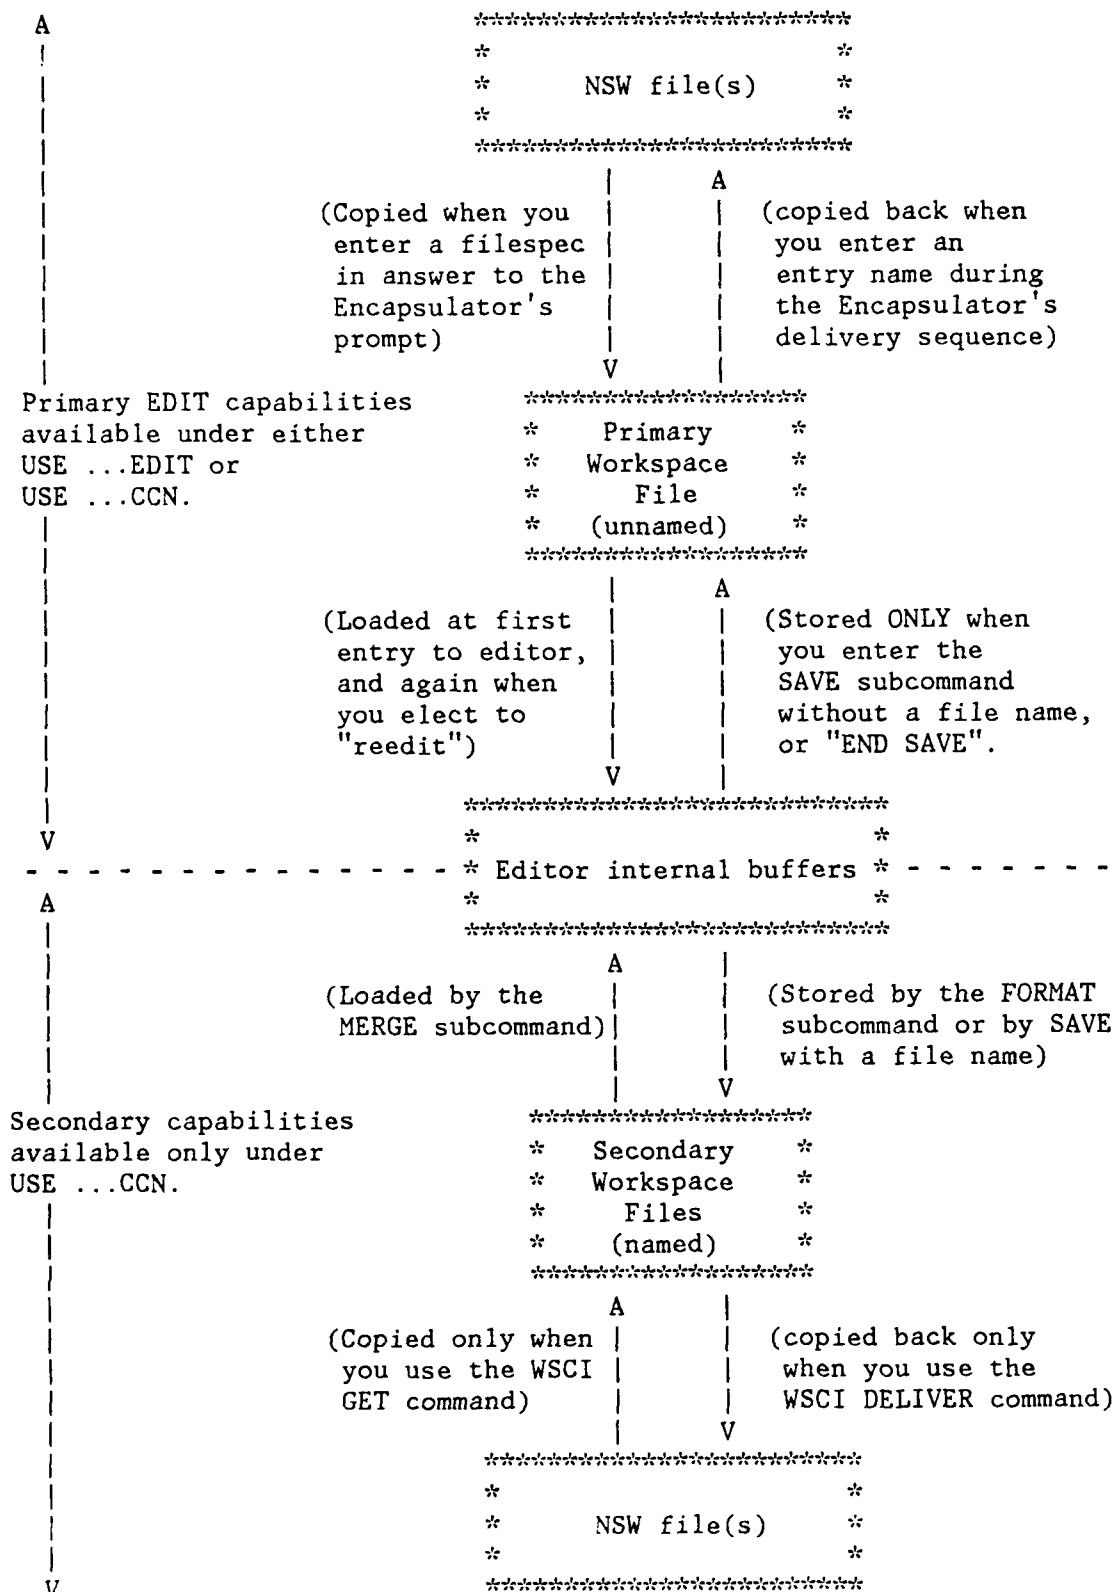 NSW file(s)
(Copied when you
enter a filespec
in answer to the
Encapsulator's
prompt)
(copied back when
you enter an
entry name during
the Encapsulator's
delivery sequence)
Primary EDIT capabilities
available under either
USE ...EDIT or
USE ...CCN.
Primary
Workspace
File
(unnamed)
(Loaded at first
entry to editor,
and again when
you elect to
"reedit")
(Stored ONLY when
you enter the
SAVE subcommand
without a file name,
or "END SAVE".
Editor internal buffers
(Loaded by the
MERGE subcommand)
(Stored by the FORMAT
subcommand or by SAVE
with a file name)
Secondary capabilities
available only under
USE ...CCN.
Secondary
Workspace
Files
(named)
(Copied only when
you use the WSCI
GET command)
(copied back only
when you use the
WSCI DELIVER command)
NSW file(s)